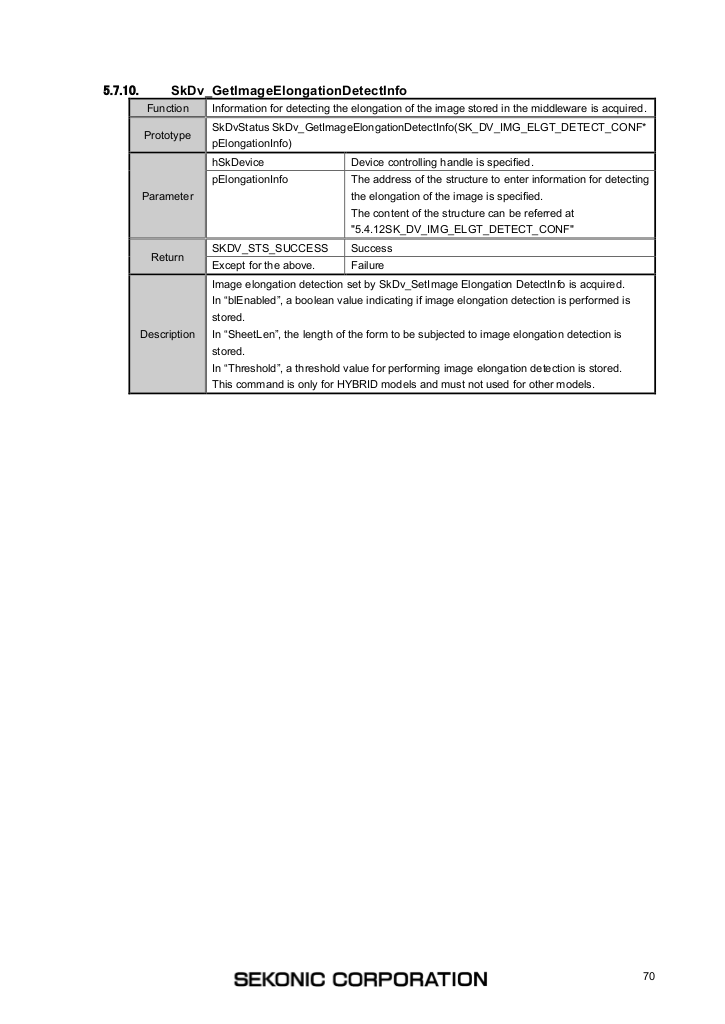 5.7.10. SkDv_GetImageElongationDetectInfo
Function Information for detecting the elongation of the image stored in the middleware is acquired.
Prototype SkDvStatus SkDv_GetImageElongationDetectInfo(SK_DV_IMG_ELGT_DETECT_CONF*
pElongationInfo)
Parameter hSkDevice Device controlling handle is specified.
pElongationInfo The address of the structure to enter information for detecting
the elongation of the image is specified.
The content of the structure can be referred at
"5.4.12SK_DV_IMG_ELGT_DETECT_CONF"
Return SKDV_STS_SUCCESS Success
Except for the above. Failure
Description Image elongation detection set by SkDv_SetImage Elongation DetectInfo is acquired.
In “blEnabled”, a boolean value indicating if image elongation detection is performed is
stored.
In “SheetLen”, the length of the form to be subjected to image elongation detection is
stored.
In “Threshold”, a threshold value for performing image elongation detection is stored.
This command is only for HYBRID models and must not used for other models.
SEKONIC CORPORATION
70